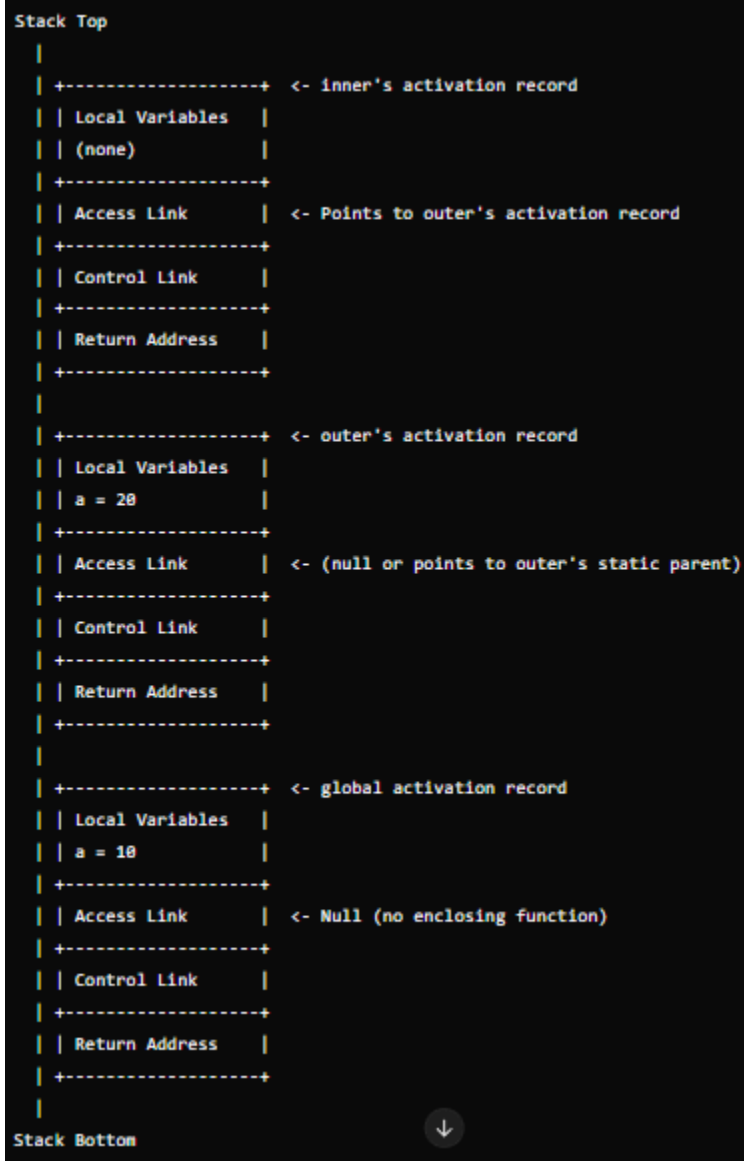 Stack Top
  |
  | +-------------------+  <- inner's activation record
  | | Local Variables   |
  | | (none)            |
  | +-------------------+
  | | Access Link       |  <- Points to outer's activation record
  | +-------------------+
  | | Control Link      |
  | +-------------------+
  | | Return Address    |
  | +-------------------+
  |
  | +-------------------+  <- outer's activation record
  | | Local Variables   |
  | | a = 20            |
  | +-------------------+
  | | Access Link       |  <- (null or points to outer's static parent)
  | +-------------------+
  | | Control Link      |
  | +-------------------+
  | | Return Address    |
  | +-------------------+
  |
  | +-------------------+  <- global activation record
  | | Local Variables   |
  | | a = 10            |
  | +-------------------+
  | | Access Link       |  <- Null (no enclosing function)
  | +-------------------+
  | | Control Link      |
  | +-------------------+
  | | Return Address    |
  | +-------------------+
  |
Stack Bottom